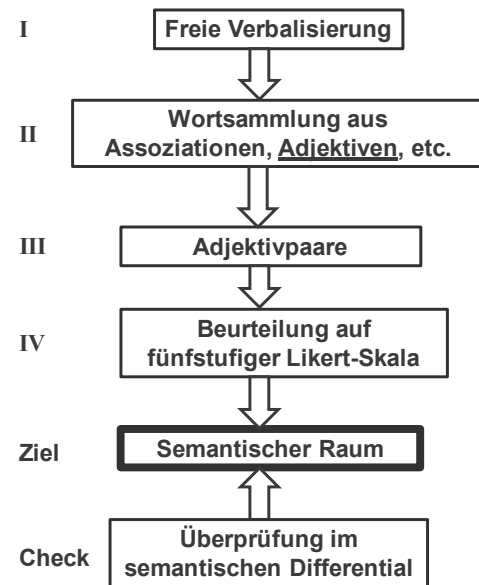 I
Freie Verbalisierung
II
Wortsammlung aus
Assoziationen, Adjektiven, etc.
III
Adjektivpaare
IV
Beurteilung auf
fünfstufiger Likert-Skala
Ziel
Semantischer Raum
Check
Überprüfung im
semantischen Differential